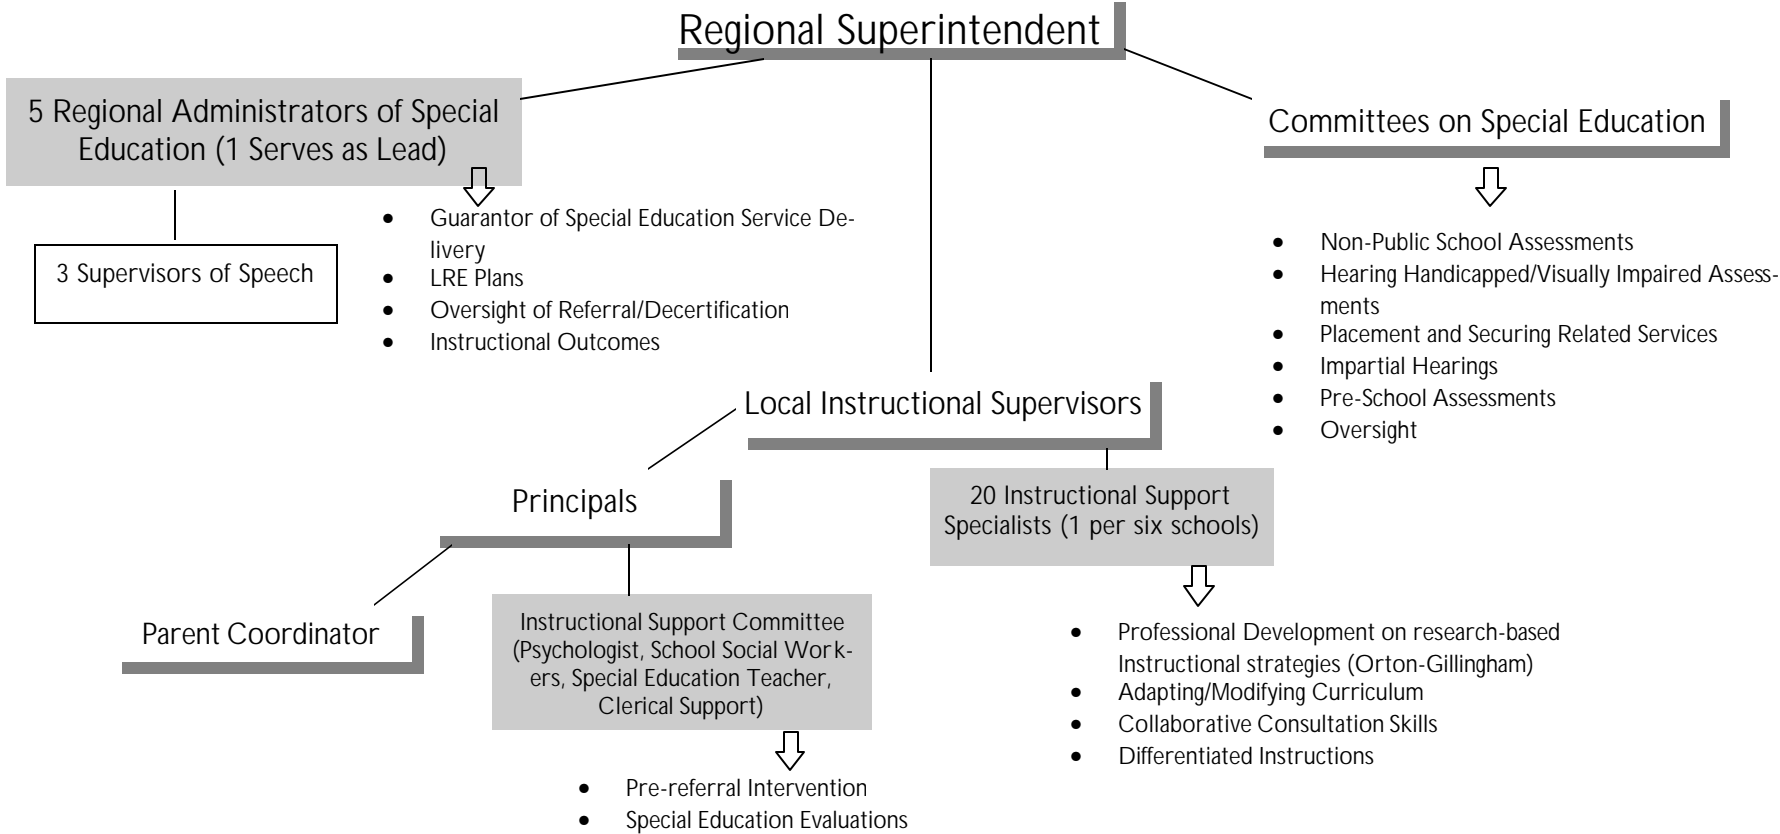 Regional Superintendent
5 Regional Administrators of Special
Education (1 Serves as Lead)
Committees on Special Education
• Guarantor of Special Education Service De-
livery
• LRE Plans
• Oversight of Referral/Decertification
• Instructional Outcomes
3 Supervisors of Speech
• Non-Public School Assessments
• Hearing Handicapped/Visually Impaired Assess-
ments
• Placement and Securing Related Services
• Impartial Hearings
• Pre-School Assessments
• Oversight
Local Instructional Supervisors
Principals
20 Instructional Support
Specialists (1 per six schools)
Parent Coordinator
Instructional Support Committee
(Psychologist, School Social Work-
ers, Special Education Teacher,
Clerical Support)
• Professional Development on research-based
Instructional strategies (Orton-Gillingham)
• Adapting/Modifying Curriculum
• Collaborative Consultation Skills
• Differentiated Instructions
• Pre-referral Intervention
• Special Education Evaluations